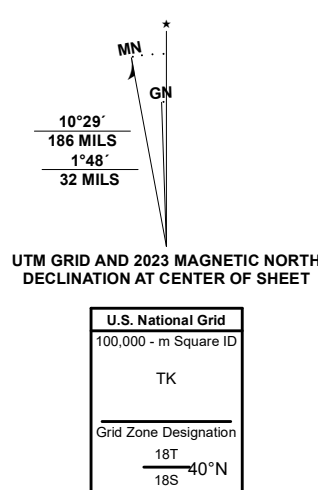 ★
MN
GN
10°29´
186 MILS
1°48´
32 MILS
UTM GRID AND 2023 MAGNETIC NORTH
DECLINATION AT CENTER OF SHEET
U.S. National Grid
100,000 - m Square ID
TK
Grid Zone Designation
18T
40°N
18S